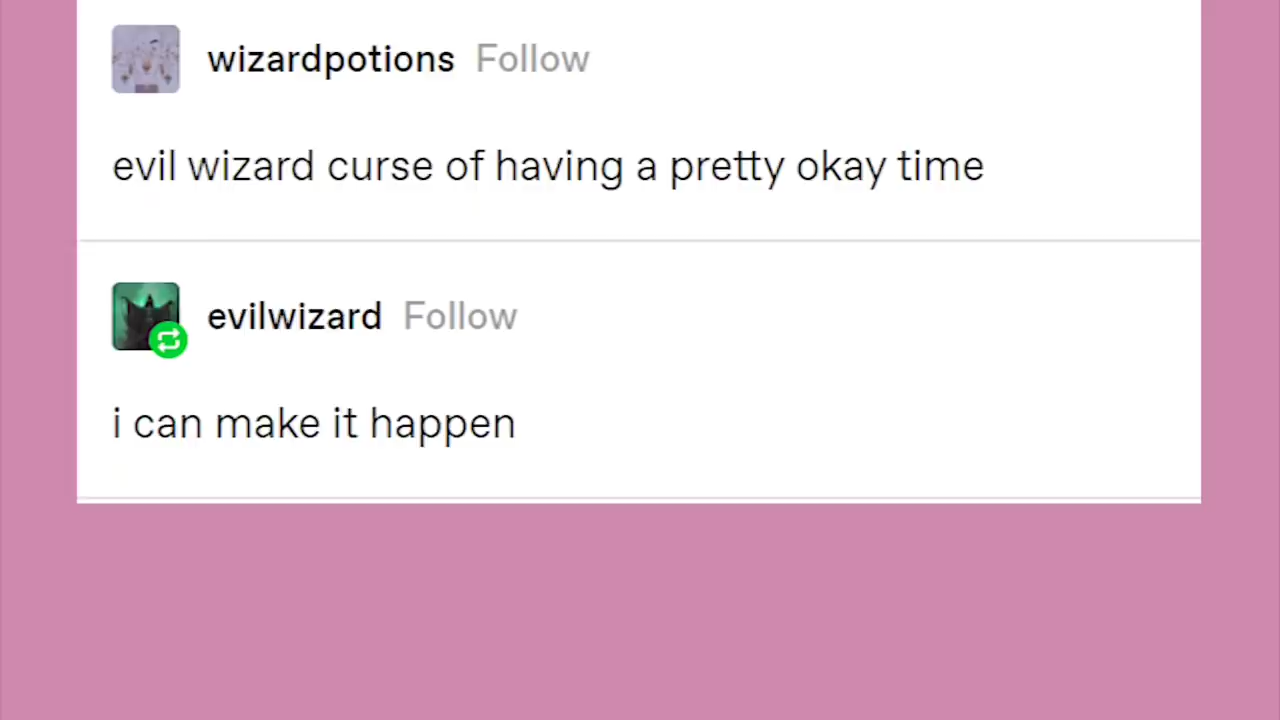 wizardpotions Follow
evil wizard curse of having a pretty okay time
evilwizard Follow
i can make it happen